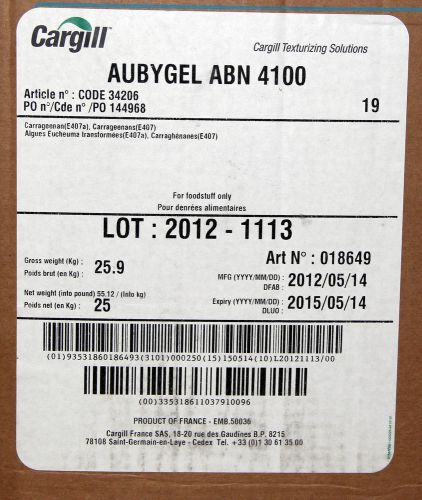 Cargill
Cargill Texturizing Solutions
AUBYGEL ABN 4100
Article n° : CODE 34206
PO n°/Cde n° /PO 144968
19
Carrageenan(E407a), Carrageenans(E407)
Algues Eucheuma transformées(E407a), Carraghénanes(E407)
For foodstuff only
Pour denrées alimentaires
LOT : 2012 - 1113
Gross weight (Kg) :
Poids brut (en Kg) :
25.9
Art N° : 018649
MFG (YYYY/MM/DD) :
DFAB :
2012/05/14
Net weight (into pound) 55.12 / (Into kg)
Poids net (en Kg) :
25
Expiry (YYYY/MM/DD) :
DLUO :
2015/05/14
(01)93531860186493(3101)000250(15)150514(10)L20121113/00
(00)335318611037910096
PRODUCT OF FRANCE - EMB.50036
Cargill France SAS, 18-20 rue des Gaudines B.P. 8215
78108 Saint-Germain-en-Laye - Cedex Tel. +33 (0)1 30 61 35 00